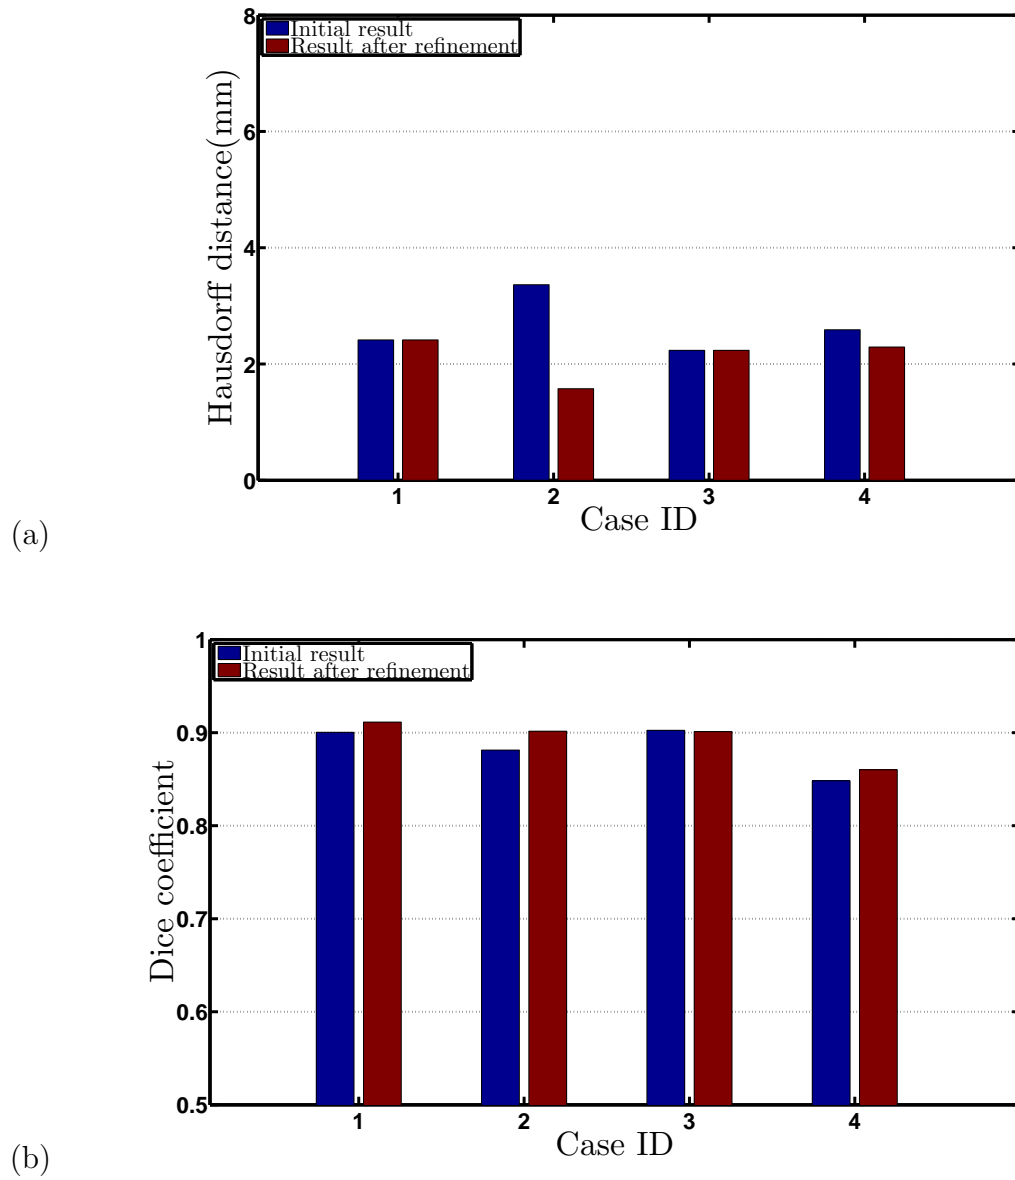 8
Initial result
Result after refinement
6
4
2
0
Hausdorff distance(mm)
1 2 3 4
Case ID
(a)
1
Initial result
Result after refinement
0.9
0.8
0.7
0.6
0.5
Dice coefficient
1 2 3 4
Case ID
(b)